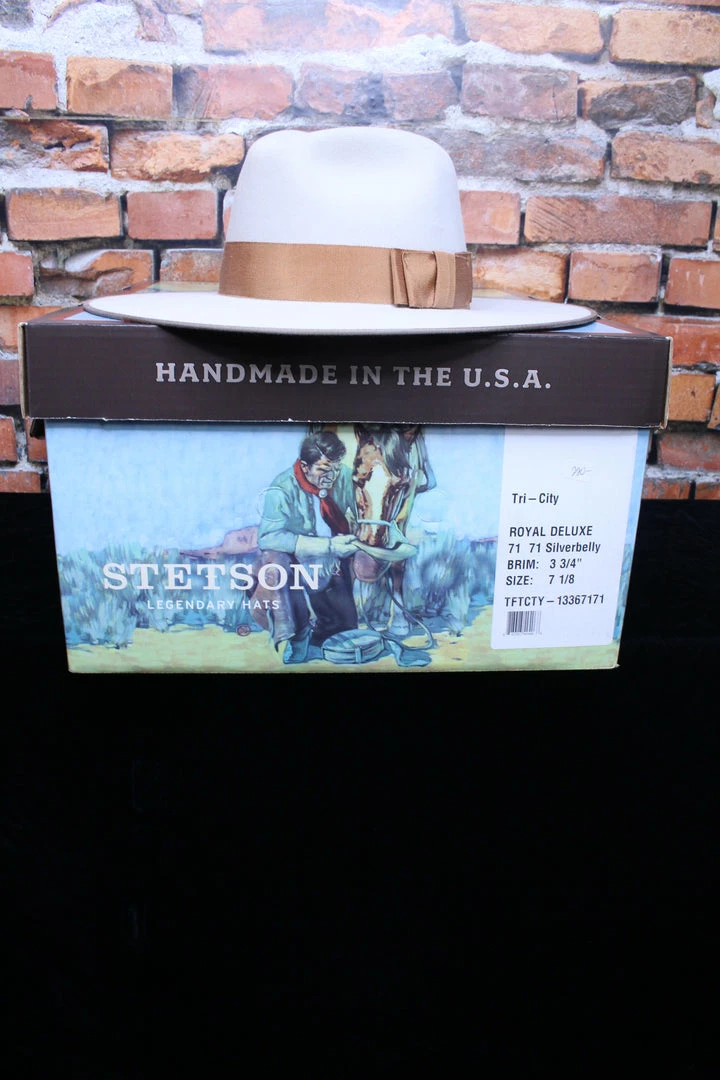 HANDMADE IN THE U.S.A.
STETSON
LEGENDARY HATS
Tri-City
ROYAL DELUXE
71 71 Silverbelly
BRIM: 3 3/4"
SIZE: 7 1/8
TFTCTY-13367171